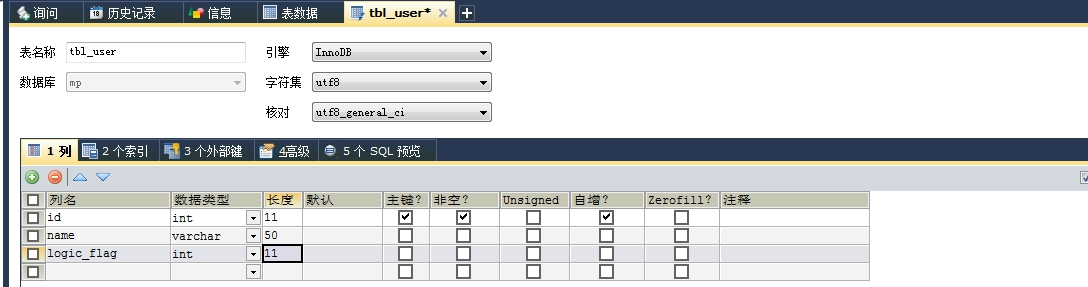 询问 历史记录 信息 表数据 tbl_user*
表名称 tbl_user 引擎 InnoDB
数据库 mp 字符集 utf8
核对 utf8_general_ci
1 列 2 个索引 3 个外部键 4高级 5 个 SQL 预览
列名 数据类型 长度 默认 主键? 非空? Unsigned 自增? Zerofill? 注释
id int 11
name varchar 50
logic_flag int 11